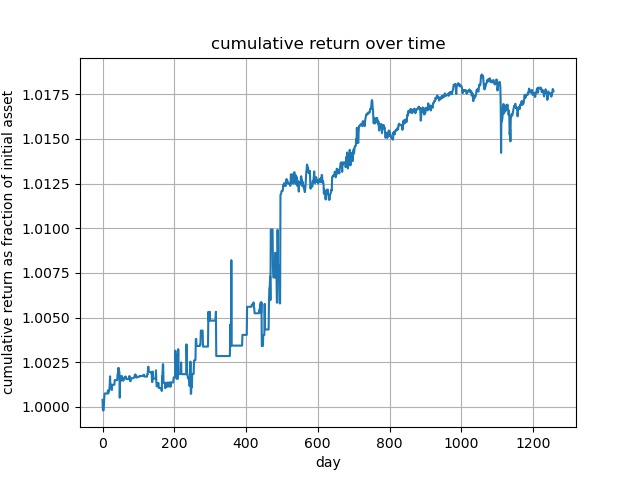 cumulative return over time
cumulative return as fraction of initial asset
1.0175
1.0150
1.0125
1.0100
1.0075
1.0050
1.0025
1.0000
0 200 400 600 800 1000 1200
day